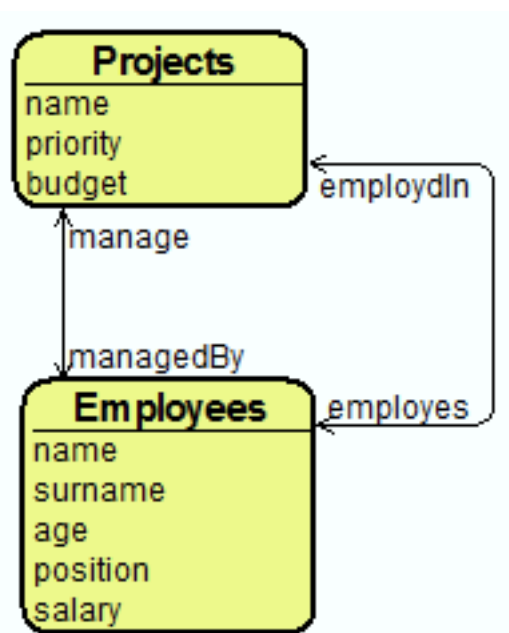 Projects
name
priority
budget
employdIn
manage
managedBy
Employees
employes
name
surname
age
position
salary